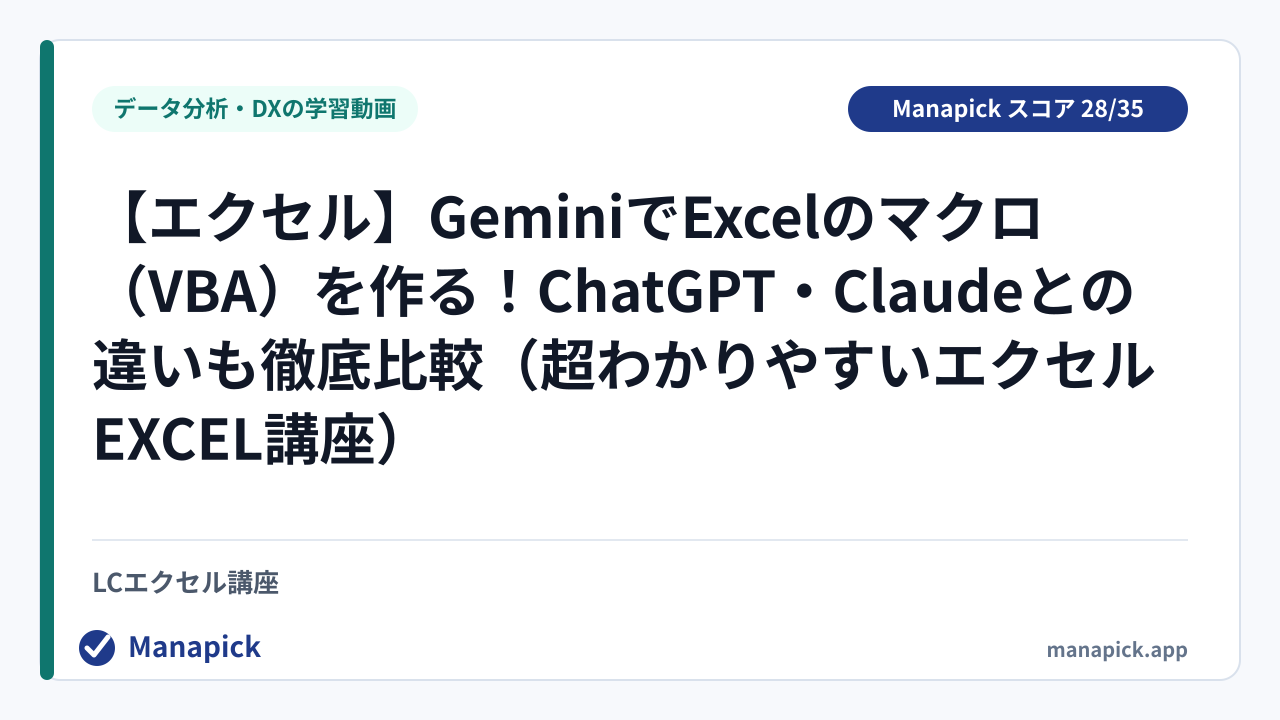 データ分析・DXの学習動画
Manapick スコア 28/35
【エクセル】GeminiでExcelのマクロ
（VBA）を作る！ChatGPT・Claudeとの
違いも徹底比較（超わかりやすいエクセル
EXCEL講座）
LCエクセル講座
Manapick
manapick.app